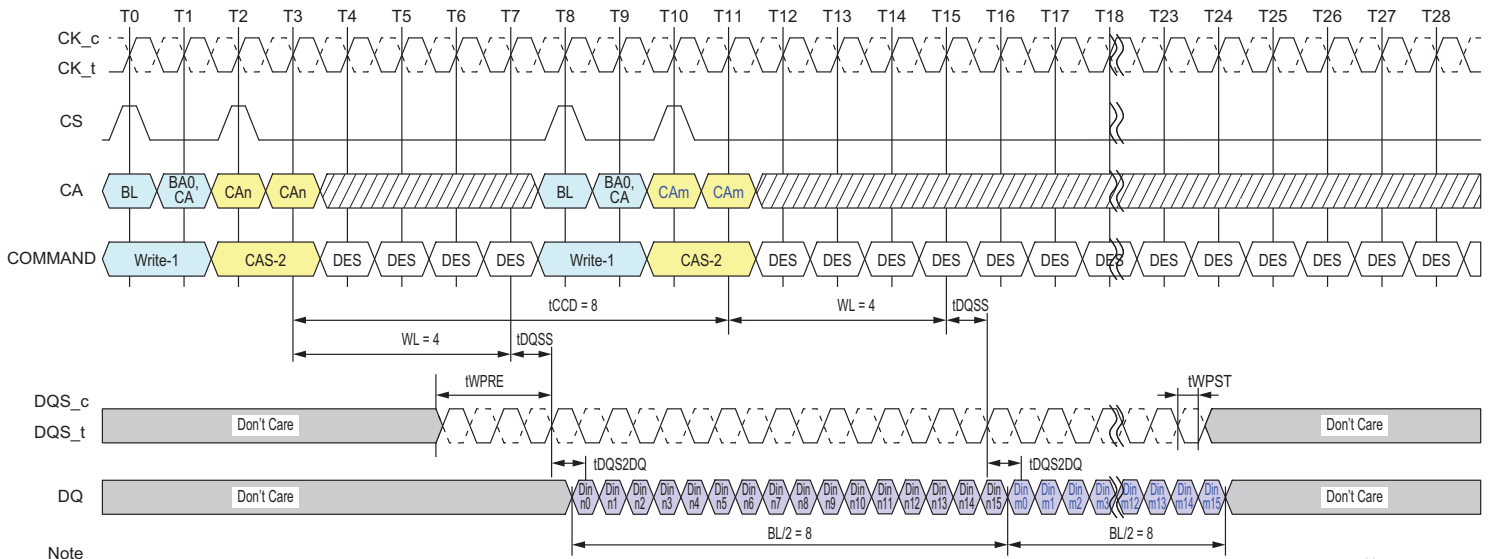 T0 T1 T2 T3 T4 T5 T6 T7 T8 T9 T10 T11 T12 T13 T14 T15 T16 T17 T18 T23 T24 T25 T26 T27 T28
CK_c
CK_t
CS
CA BL BA0, CA CAn CAn BL BA0, CA CAm CAm
COMMAND Write-1 CAS-2 DES DES DES DES Write-1 CAS-2 DES DES DES DES DES DES DES DES DES DES DES DES DES
tCCD = 8 WL = 4 tDQSS
WL = 4 tDQSS
tWPRE tWPST
DQS_c
DQS_t Don't Care Don't Care
tDQS2DQ tDQS2DQ
DQ Don't Care Din n0 Din n1 Din n2 Din n3 Din n4 Din n5 Din n6 Din n7 Din n8 Din n9 Din n10 Din n11 Din n12 Din n13 Din n14 Din n15 Din m0 Din m1 Din m2 Din m3 Din m12 Din m13 Din m14 Din m15 Don't Care
BL/2 = 8 BL/2 = 8
Note